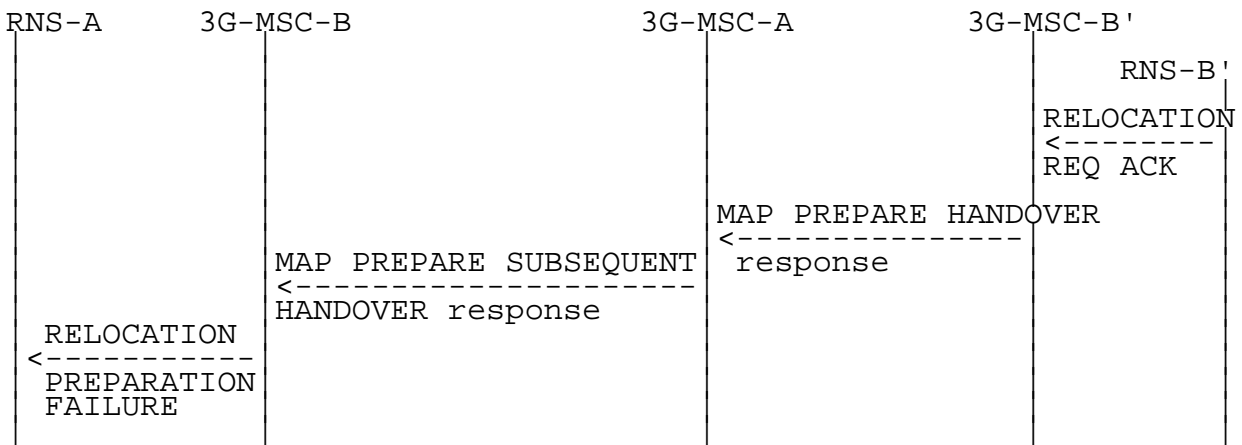 RNS-A 3G-MSC-B 3G-MSC-A 3G-MSC-B'
RNS-B'
RELOCATION
REQ ACK
MAP PREPARE HANDOVER
response
MAP PREPARE SUBSEQUENT
HANDOVER response
RELOCATION
PREPARATION
FAILURE